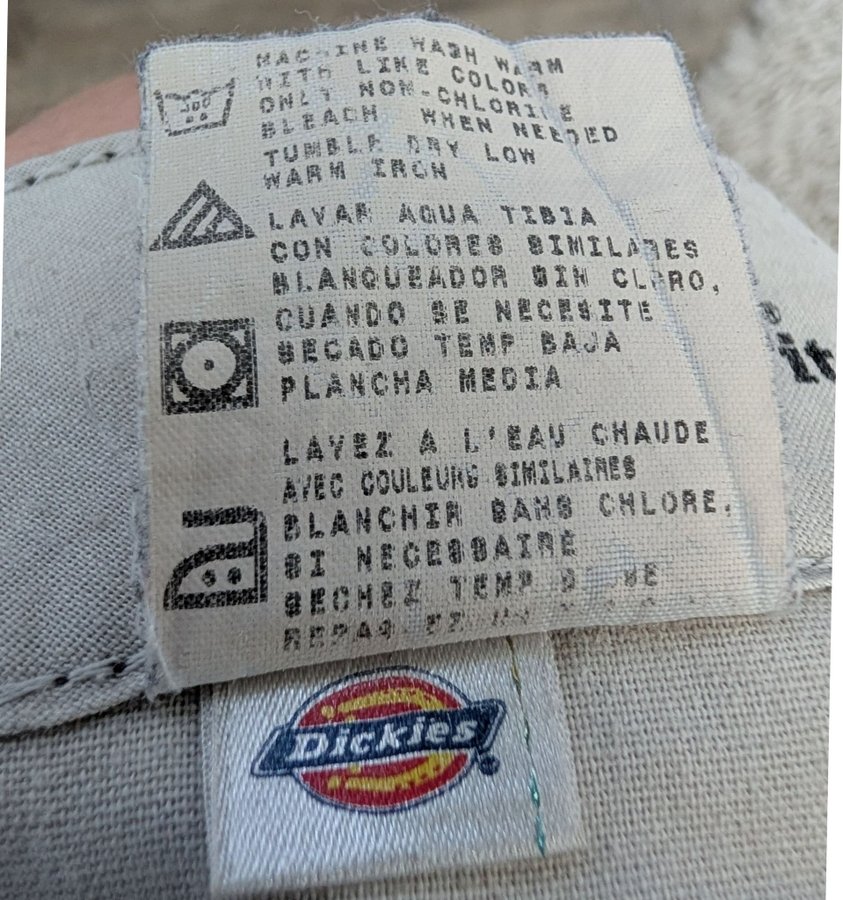 MACHINE WASH WARM
WITH LIKE COLORS
ONLY NON-CHLORINE
BLEACH WHEN NEEDED
TUMBLE DRY LOW
WARM IRON
LAVAR AQUA TIBIA
CON COLORES SIMILARES
BLANQUEADOR SIN CLORO,
CUANDO SE NECESITE
SECADO TEMP BAJA
PLANCHA MEDIA
LAVEZ A L'EAU CHAUDE
AVEC COULEURS SIMILAIRES
BLANCHIR SANS CHLORE,
SI NECESSAIRE
SECHEZ TEMP
it
Dickies